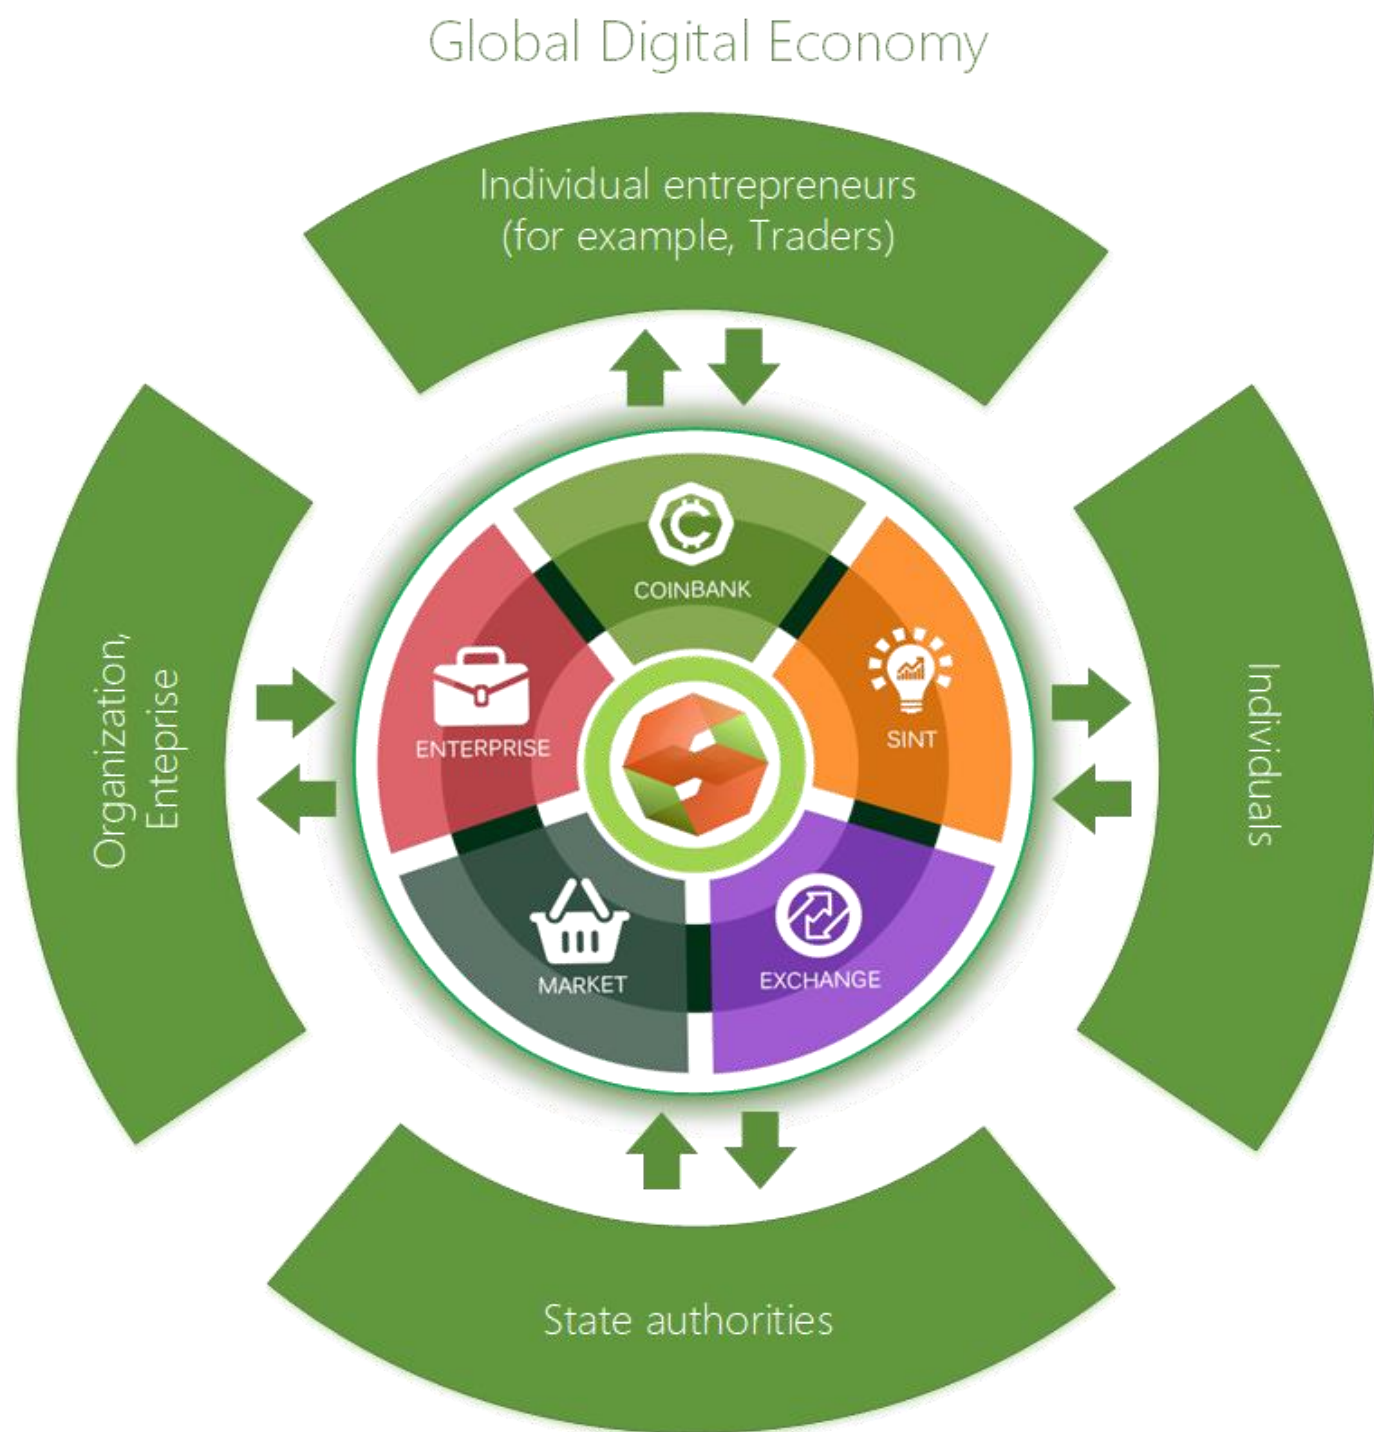 Global Digital Economy
Individual entrepreneurs
(for example, Traders)
Organization,
Enteprise
Individuals
COINBANK
ENTERPRISE
SINT
MARKET
EXCHANGE
State authorities